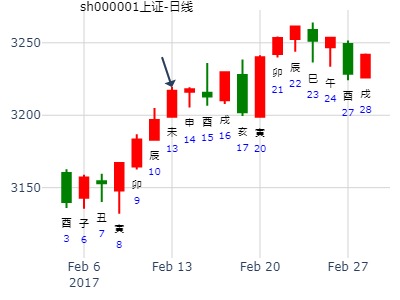 sh000001上证-日线
3250
3200
3150
酉
3
子
6
丑
7
寅
8
卯
9
辰
10
未
13
申
14
酉
15
戌
16
亥
17
寅
20
卯
21
辰
22
巳
23
午
24
酉
27
戌
28
Feb 6
2017
Feb 13
Feb 20
Feb 27